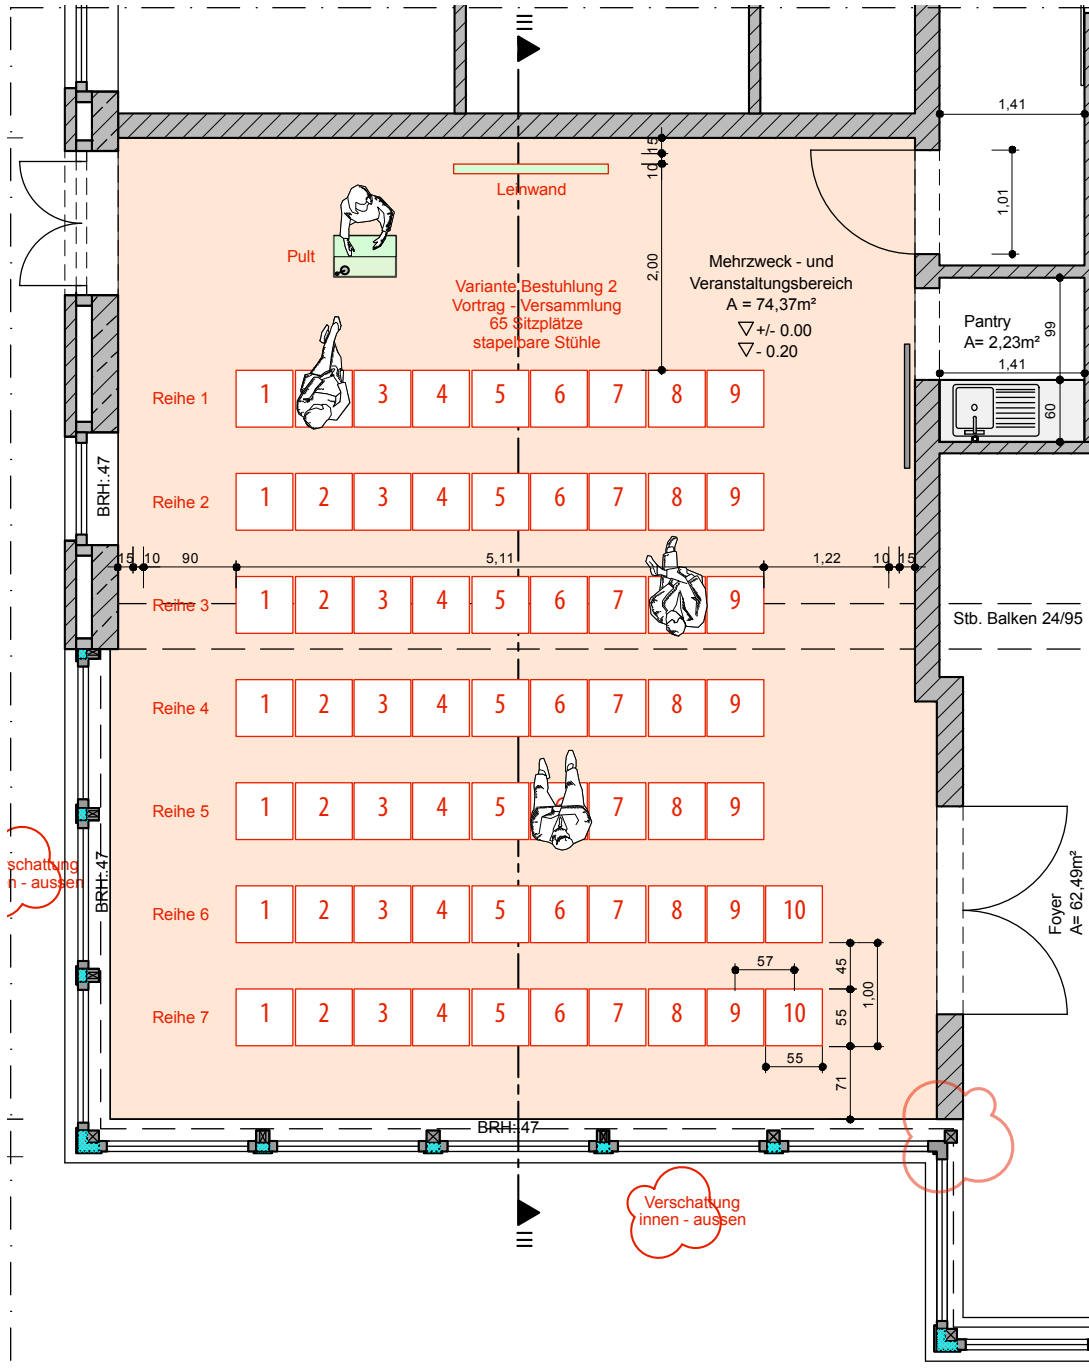 III
1,41
15
10
1,01
Leinwand
Pult
2,00
Mehrzweck - und
Veranstaltungsbereich
A = 74,37m²
+/- 0.00
- 0.20
Variante Bestuhlung 2
Vortrag - Versammlung
65 Sitzplätze
stapelbare Stühle
Pantry
A= 2,23m²
99
1,41
60
Reihe 1 1 3 4 5 6 7 8 9
BRH:.47
Reihe 2 1 2 3 4 5 6 7 8 9
15 10 90 5,11 1,22 10 15
Reihe 3 1 2 3 4 5 6 7 9
Stb. Balken 24/95
Reihe 4 1 2 3 4 5 6 7 8 9
Reihe 5 1 2 3 4 5 7 8 9
schattung
n - aussen
BRH:.47
Foyer
A= 62,49m²
Reihe 6 1 2 3 4 5 6 7 8 9 10
57
45
1,00
Reihe 7 1 2 3 4 5 6 7 8 9 10
55
55
71
BRH:.47
Verschattung
innen - aussen
III